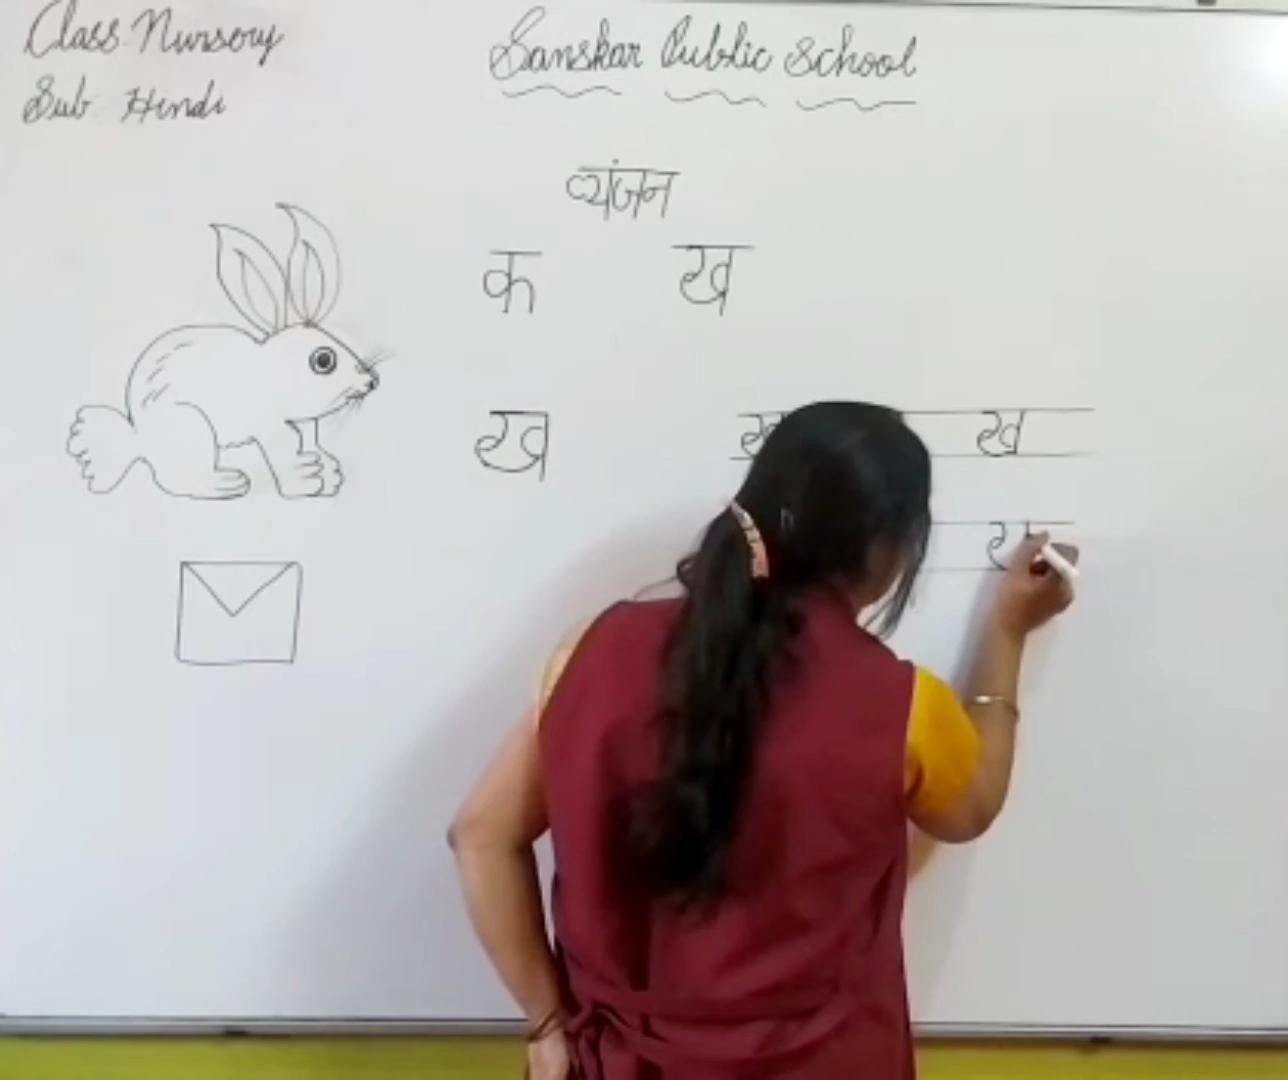 Class Nursery
Sanskar Public School
Sub Hindi
व्यंजन
क ख
ख ख ख